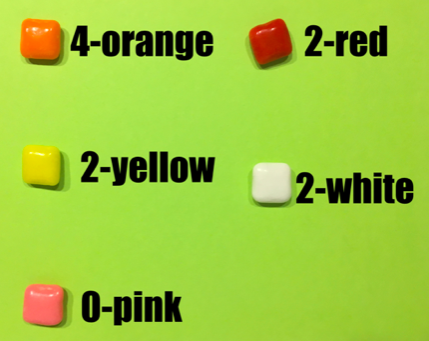 4-orange
2-red
2-yellow
2-white
0-pink